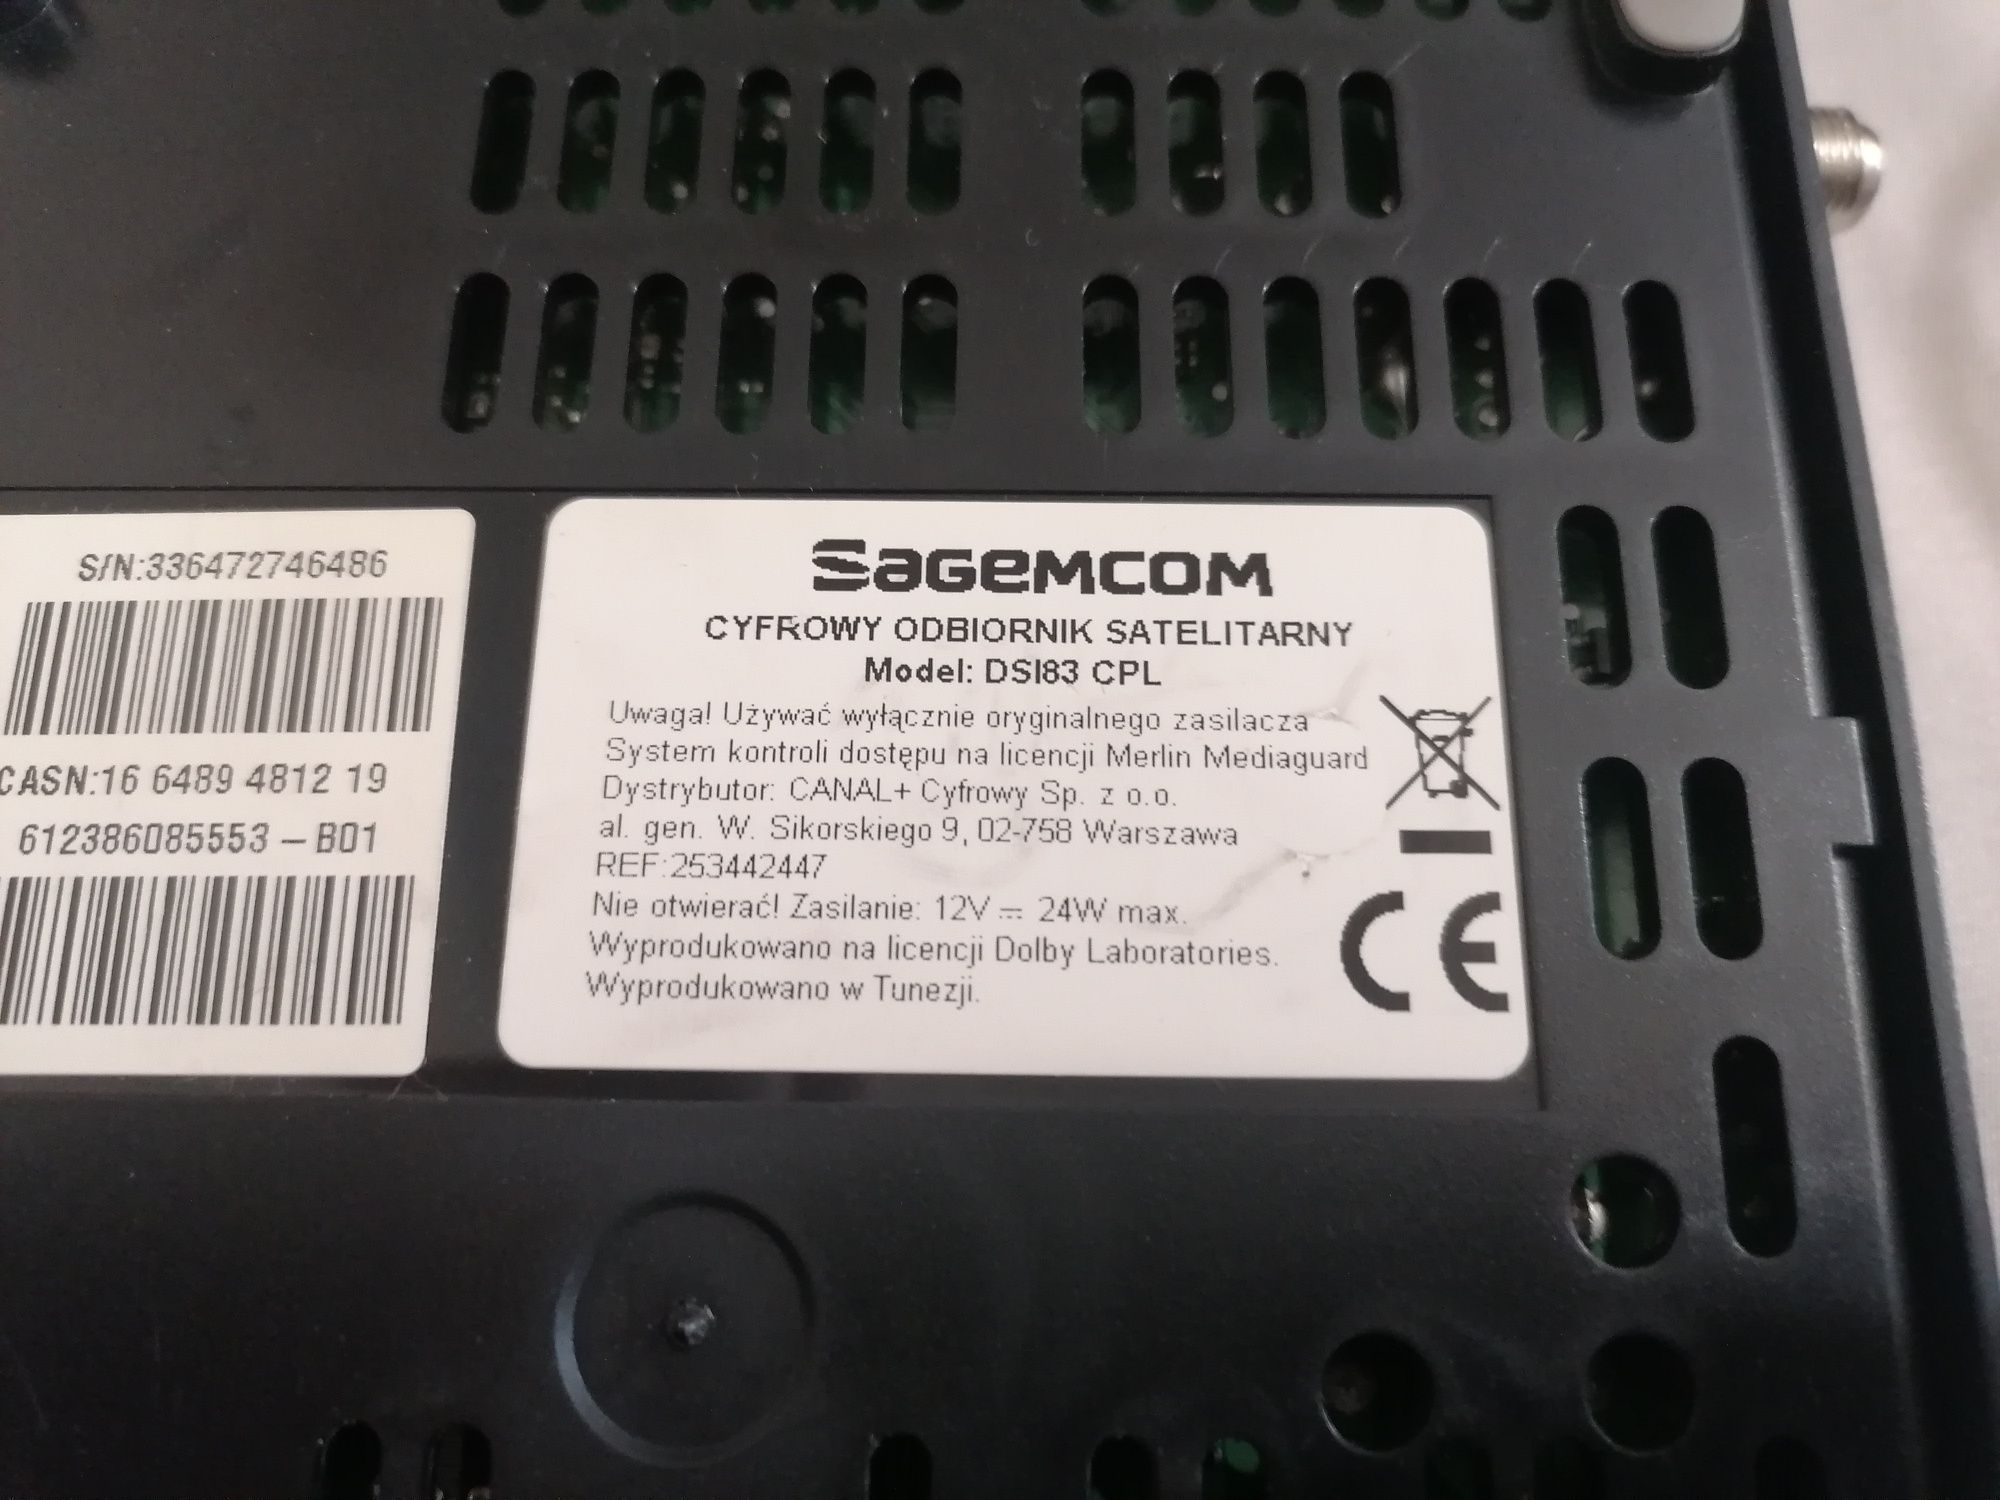 S/N:336472746486
CASN:16 6489 4812 19
612386085553 – B01
SAGEMCOM
CYFROWY ODBIORNIK SATELITARNY
Model: DSI83 CPL
Uwaga! Używać wyłącznie oryginalnego zasilacza
System kontroli dostępu na licencji Merlin Mediaguard
Dystrybutor: CANAL+ Cyfrowy Sp. z o.o.
al. gen. W. Sikorskiego 9, 02-758 Warszawa
REF:253442447
Nie otwierać! Zasilanie: 12V ⎓ 24W max.
Wyprodukowano na licencji Dolby Laboratories.
Wyprodukowano w Tunezji.
CE